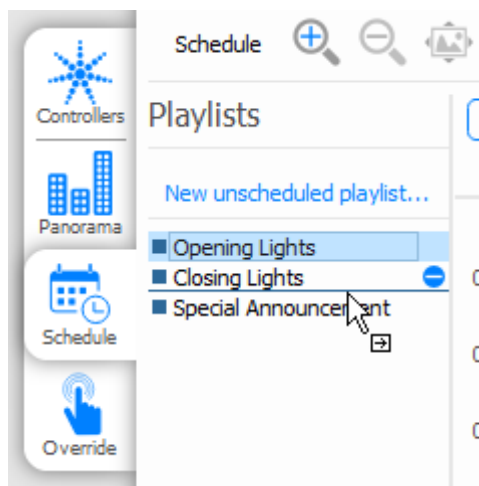 Schedule
Controllers
Playlists
New unscheduled playlist...
Panorama
Opening Lights
Closing Lights
Special Announcement
Schedule
Override